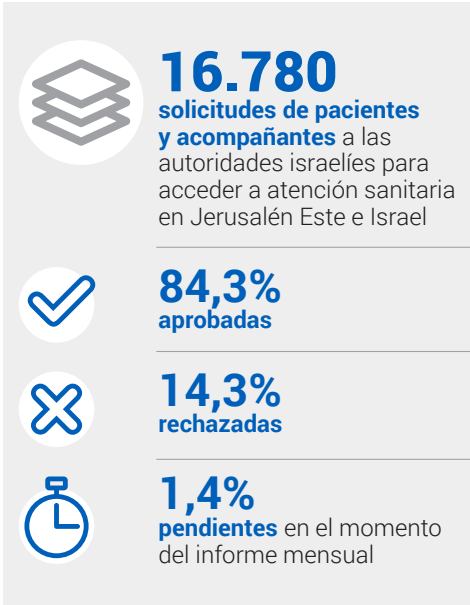 16.780
solicitudes de pacientes
y acompañantes a las
autoridades israelíes para
acceder a atención sanitaria
en Jerusalén Este e Israel
84,3%
aprobadas
14,3%
rechazadas
1,4%
pendientes en el momento
del informe mensual